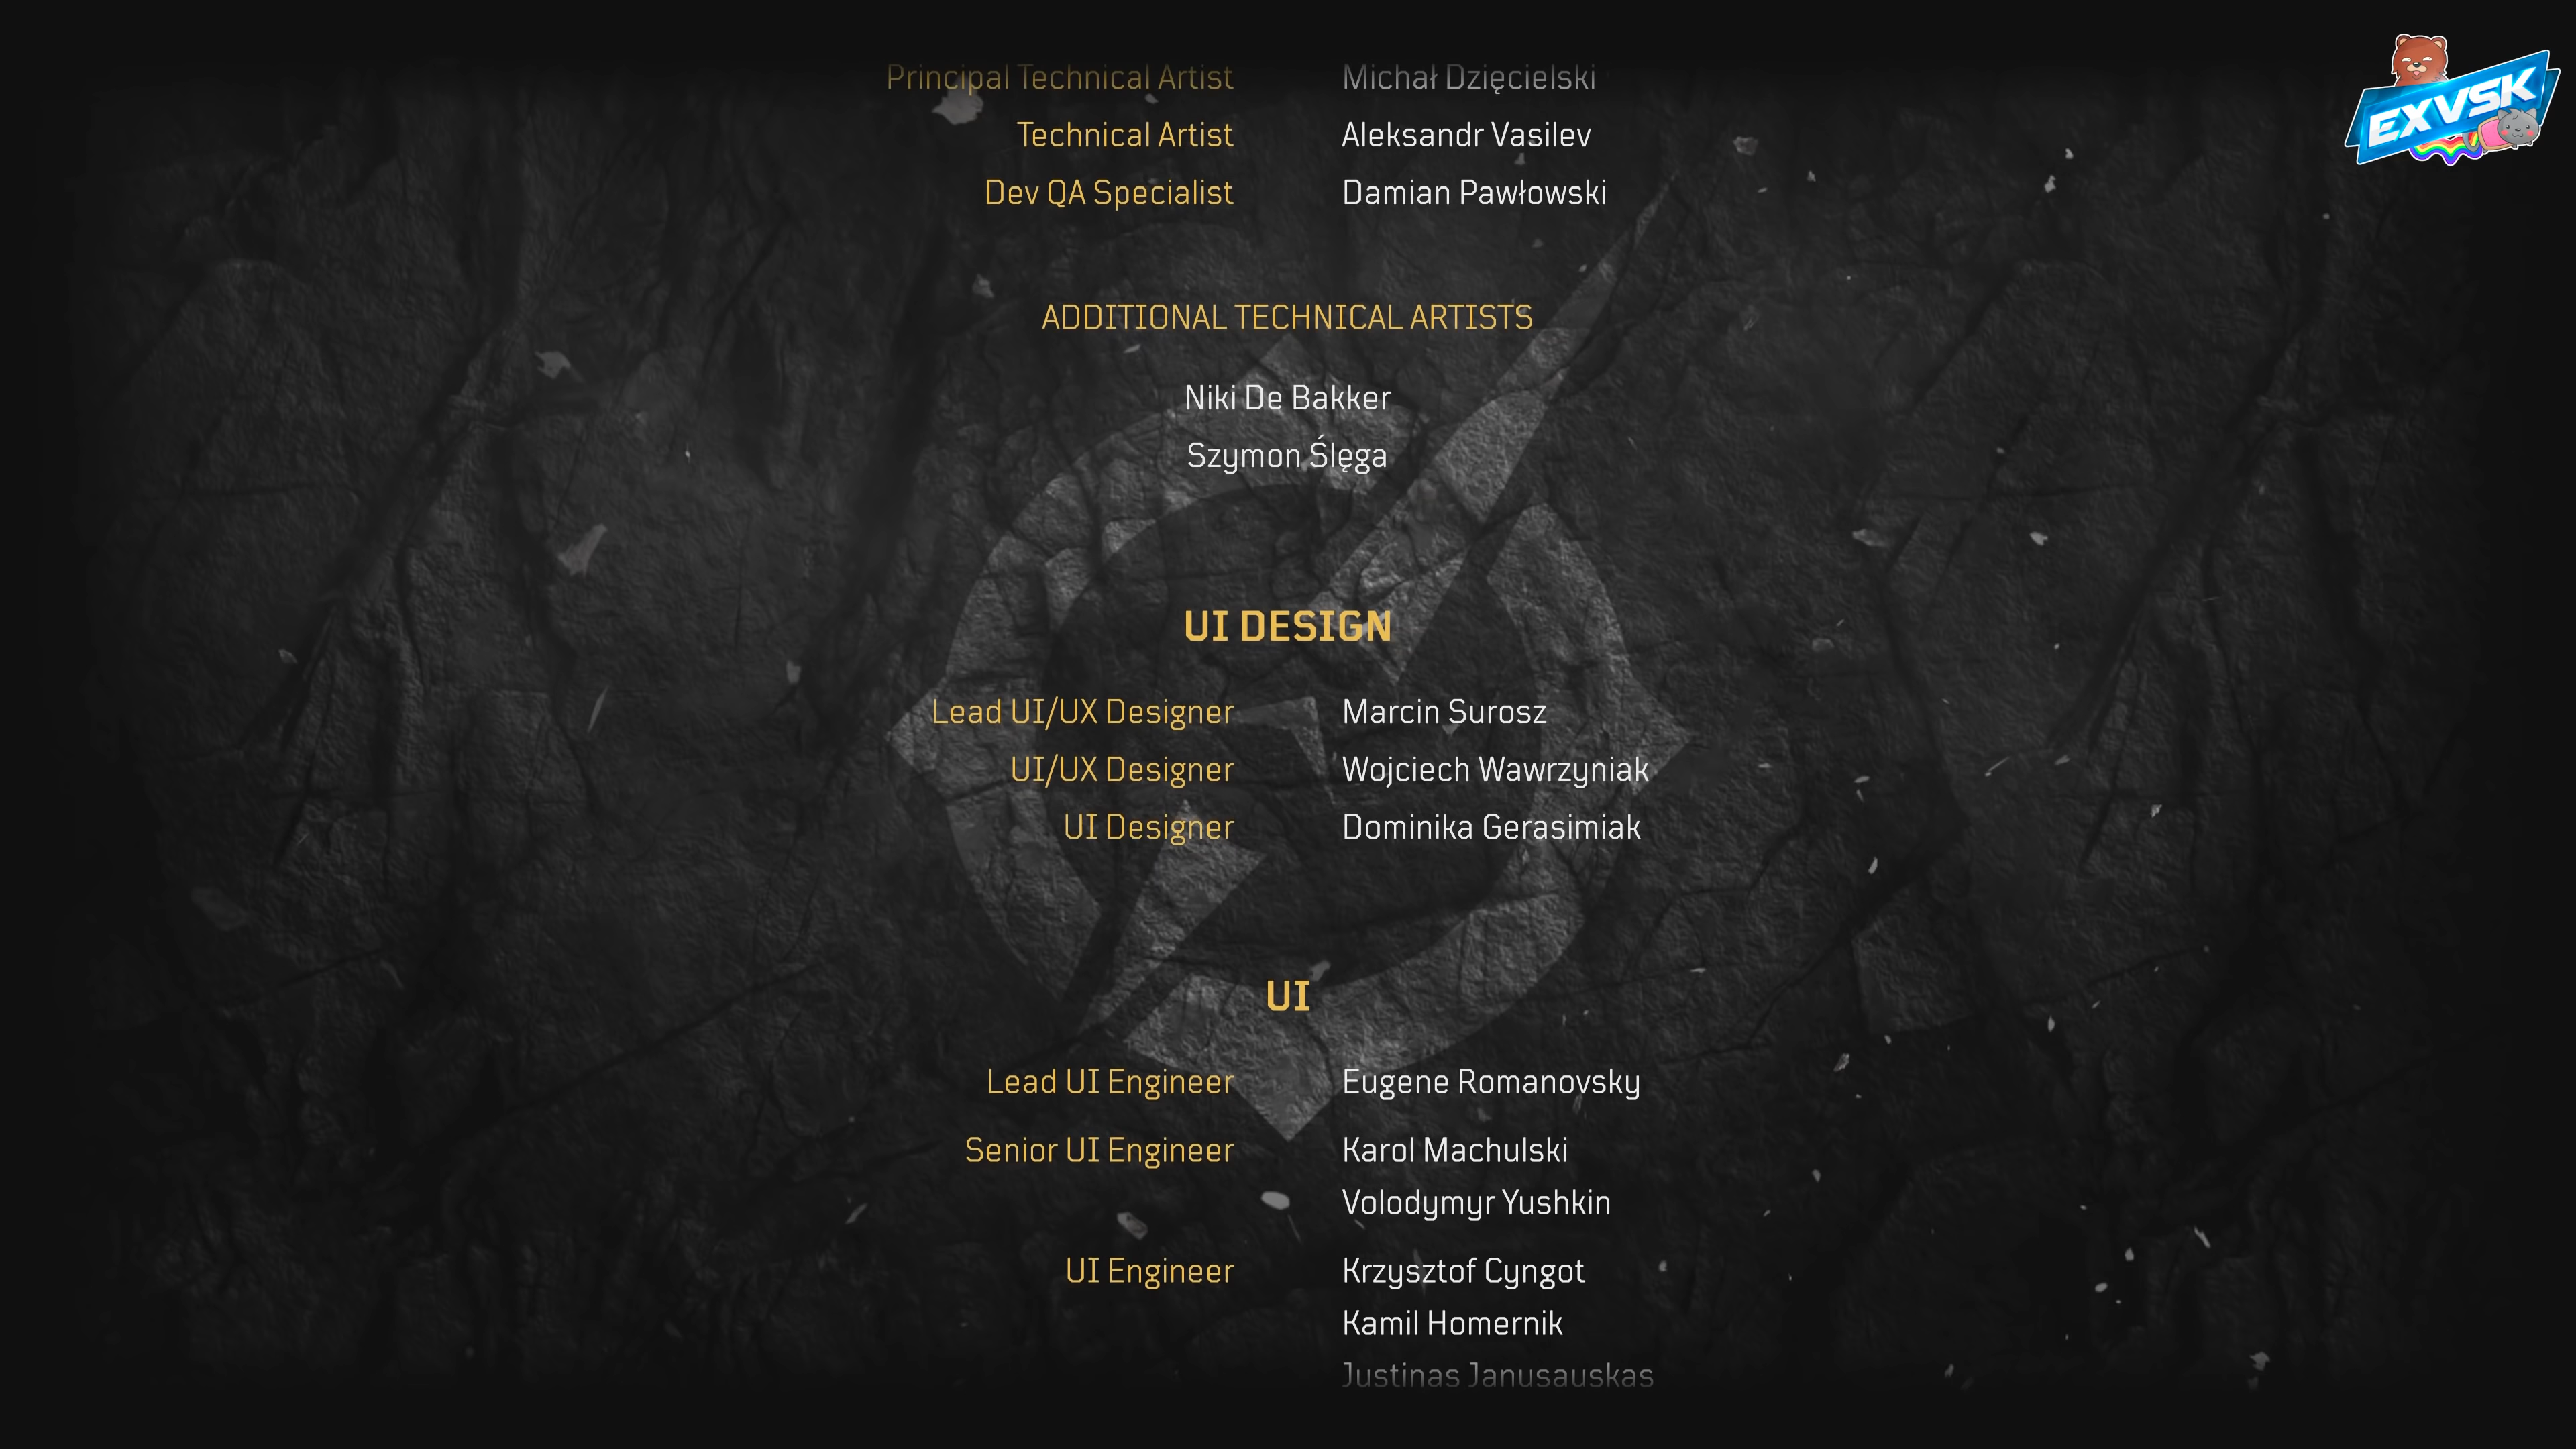 Principal Technical Artist Michał Dzięcielski
Technical Artist Aleksandr Vasilev
Dev QA Specialist Damian Pawłowski
ADDITIONAL TECHNICAL ARTISTS
Niki De Bakker
Szymon Ślęga
UI DESIGN
Lead UI/UX Designer Marcin Surosz
UI/UX Designer Wojciech Wawrzyniak
UI Designer Dominika Gerasimiak
UI
Lead UI Engineer Eugene Romanovsky
Senior UI Engineer Karol Machulski
Volodymyr Yushkin
UI Engineer Krzysztof Cyngot
Kamil Homernik
Justinas Janusauskas
EXVSK